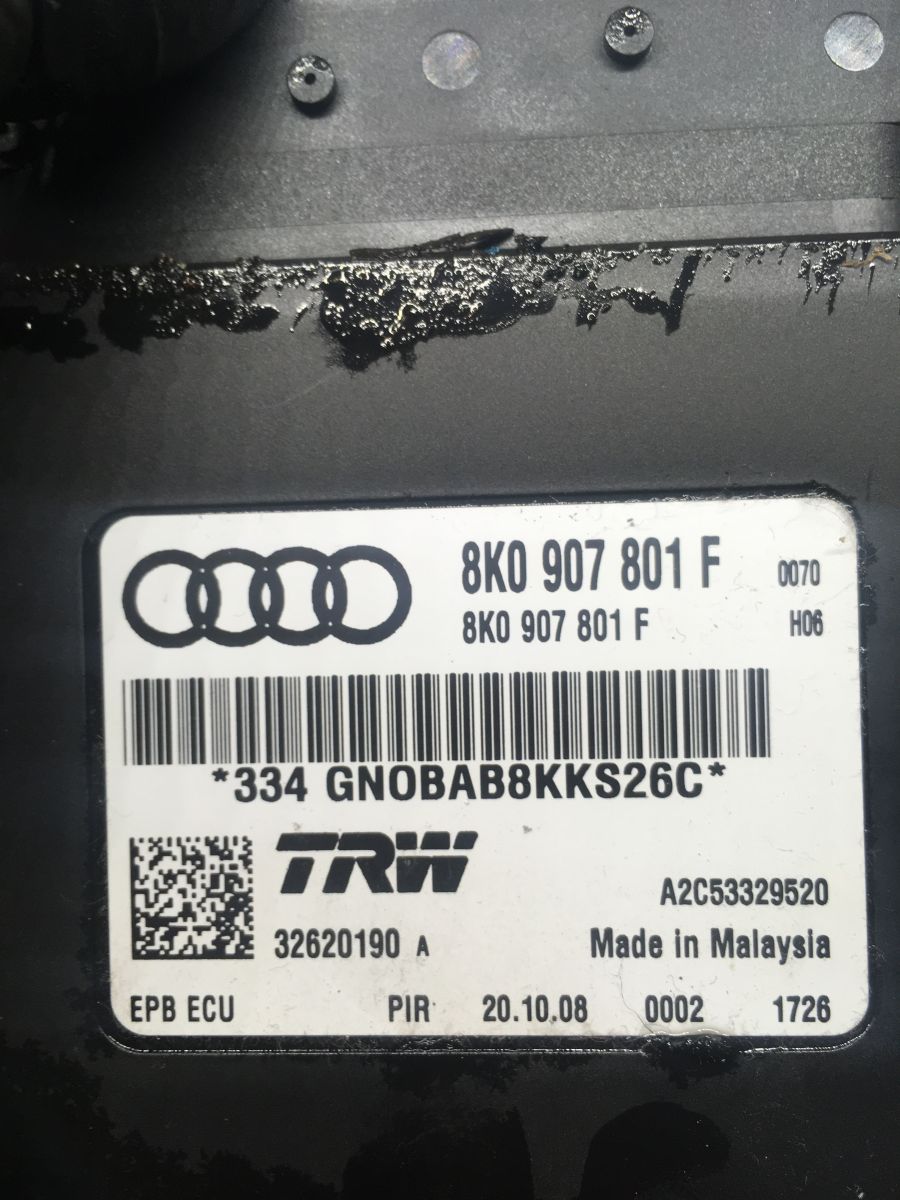 8K0 907 801 F 0070
8K0 907 801 F H06
*334 GN0BAB8KKS26C*
TRW
A2C53329520
32620190 A Made in Malaysia
EPB ECU PIR 20.10.08 0002 1726